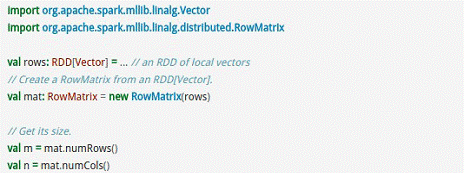 import org.apache.spark.mllib.linalg.Vector
import org.apache.spark.mllib.linalg.distributed.RowMatrix
val rows: RDD[Vector] = ... // an RDD of local vectors
// Create a RowMatrix from an RDD[Vector].
val mat: RowMatrix = new RowMatrix(rows)
// Get its size.
val m = mat.numRows()
val n = mat.numCols()